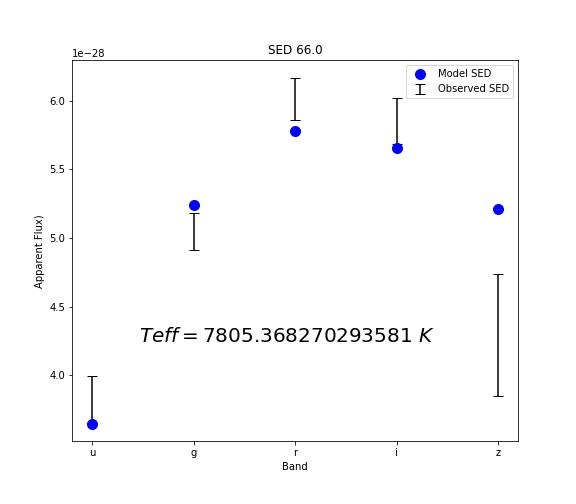 SED 66.0
1e−28
Model SED
Observed SED
6.0
5.5
5.0
4.5
4.0
Apparent Flux)
Teff = 7805.368270293581 K
u g r i z
Band